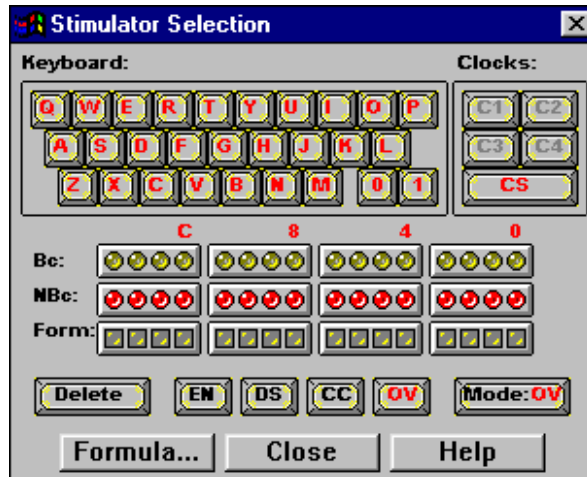 Stimulator Selection
Keyboard: Clocks:
Q W E R T Y U I O P C1 C2
A S D F G H J K L C3 C4
Z X C V B N M 0 1 CS
C 8 4 0
Bc:
NBc:
Form:
Delete EN DS CC OV Mode:OV
Formula... Close Help